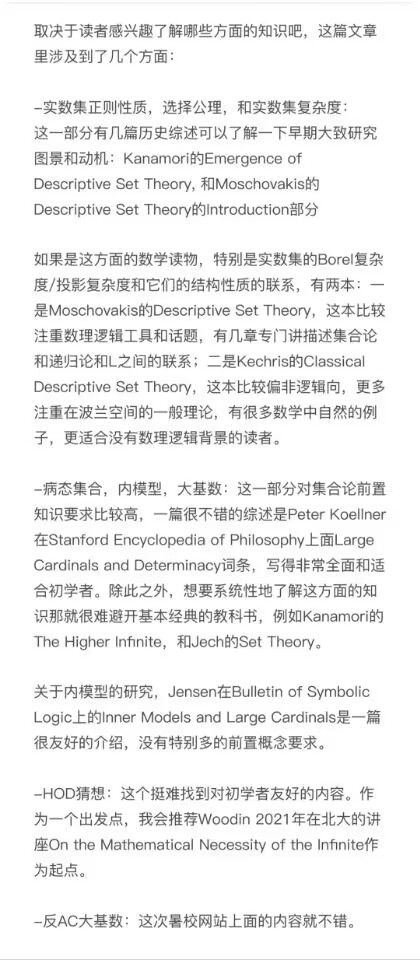 取决于读者感兴趣了解哪些方面的知识吧，这篇文章
里涉及到了几个方面：
-实数集正则性质，选择公理，和实数集复杂度：
这一部分有几篇历史综述可以了解一下早期大致研究
图景和动机：Kanamori的Emergence of
Descriptive Set Theory, 和Moschovakis的
Descriptive Set Theory的Introduction部分
如果是这方面的数学读物，特别是实数集的Borel复杂
度/投影复杂度和它们的结构性质的联系，有两本：一
是Moschovakis的Descriptive Set Theory，这本比较
注重数理逻辑工具和话题，有几章专门讲描述集合论
和递归论和L之间的联系；二是Kechris的Classical
Descriptive Set Theory，这本比较偏非逻辑向，更多
注重在波兰空间的一般理论，有很多数学中自然的例
子，更适合没有数理逻辑背景的读者。
-病态集合，内模型，大基数：这一部分对集合论前置
知识要求比较高，一篇很不错的综述是Peter Koellner
在Stanford Encyclopedia of Philosophy上面Large
Cardinals and Determinacy词条，写得非常全面和适
合初学者。除此之外，想要系统性地了解这方面的知
识那就很难避开基本经典的教科书，例如Kanamori的
The Higher Infinite，和Jech的Set Theory。
关于内模型的研究，Jensen在Bulletin of Symbolic
Logic上的Inner Models and Large Cardinals是一篇
很友好的介绍，没有特别多的前置概念要求。
-HOD猜想：这个挺难找到对初学者友好的内容。作
为一个出发点，我会推荐Woodin 2021年在北大的讲
座On the Mathematical Necessity of the Infinite作
为起点。
-反AC大基数：这次暑校网站上面的内容就不错。